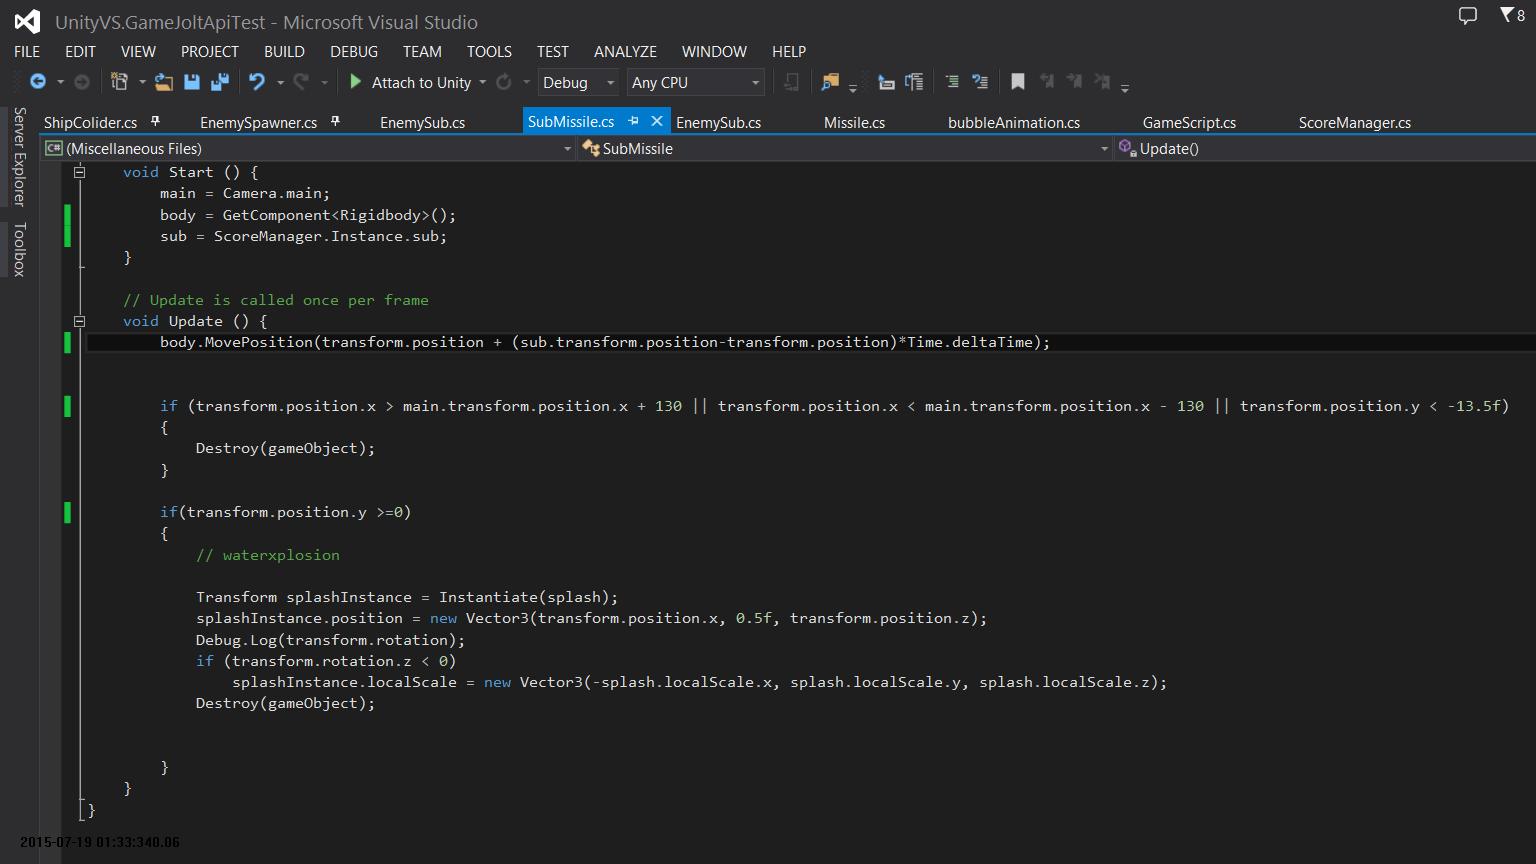 UnityVS.GameJoltApiTest - Microsoft Visual Studio
8
FILE EDIT VIEW PROJECT BUILD DEBUG TEAM TOOLS TEST ANALYZE WINDOW HELP
Attach to Unity Debug Any CPU
Server Explorer
Toolbox
ShipColider.cs EnemySpawner.cs EnemySub.cs SubMissile.cs EnemySub.cs Missile.cs bubbleAnimation.cs GameScript.cs ScoreManager.cs
C# (Miscellaneous Files) SubMissile Update()
void Start () {
main = Camera.main;
body = GetComponent<Rigidbody>();
sub = ScoreManager.Instance.sub;
}
// Update is called once per frame
void Update () {
body.MovePosition(transform.position + (sub.transform.position-transform.position)*Time.deltaTime);
if (transform.position.x > main.transform.position.x + 130 || transform.position.x < main.transform.position.x - 130 || transform.position.y < -13.5f)
{
Destroy(gameObject);
}
if(transform.position.y >=0)
{
// waterxplosion
Transform splashInstance = Instantiate(splash);
splashInstance.position = new Vector3(transform.position.x, 0.5f, transform.position.z);
Debug.Log(transform.rotation);
if (transform.rotation.z < 0)
splashInstance.localScale = new Vector3(-splash.localScale.x, splash.localScale.y, splash.localScale.z);
Destroy(gameObject);
}
}
}
2015-07-19 01:33:340.06